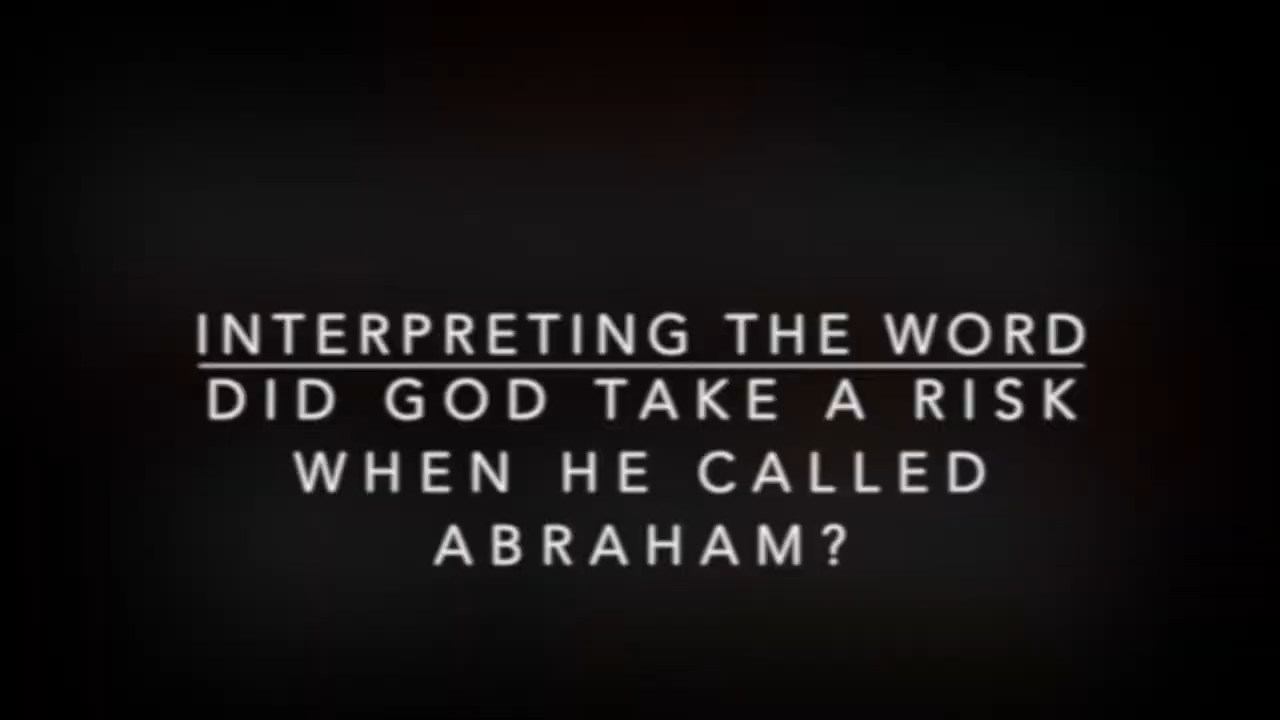 INTERPRETING THE WORD
DID GOD TAKE A RISK
WHEN HE CALLED
ABRAHAM?